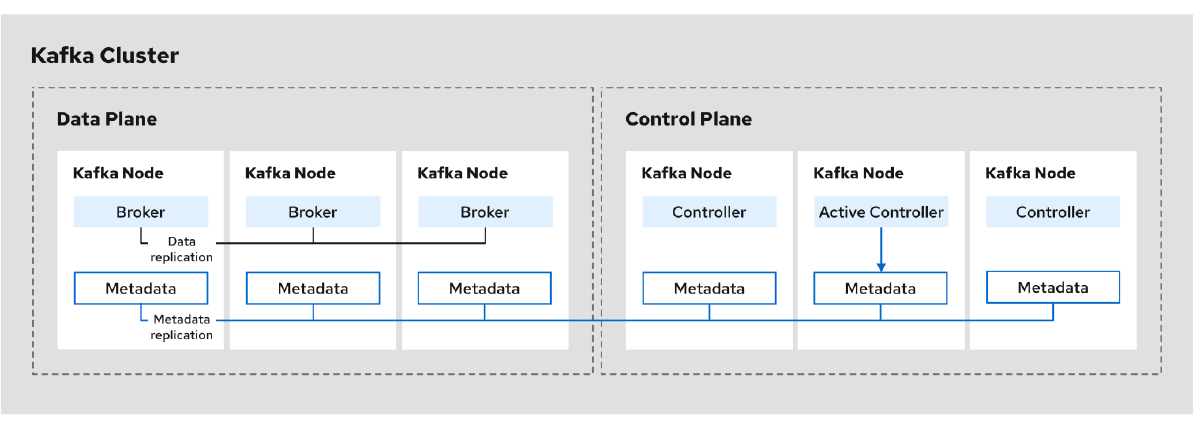 Kafka Cluster
Data Plane
Kafka Node
Broker
Kafka Node
Broker
Kafka Node
Broker
Data
replication
Metadata
Metadata
Metadata
Metadata
replication
Control Plane
Kafka Node
Controller
Kafka Node
Active Controller
Kafka Node
Controller
Metadata
Metadata
Metadata